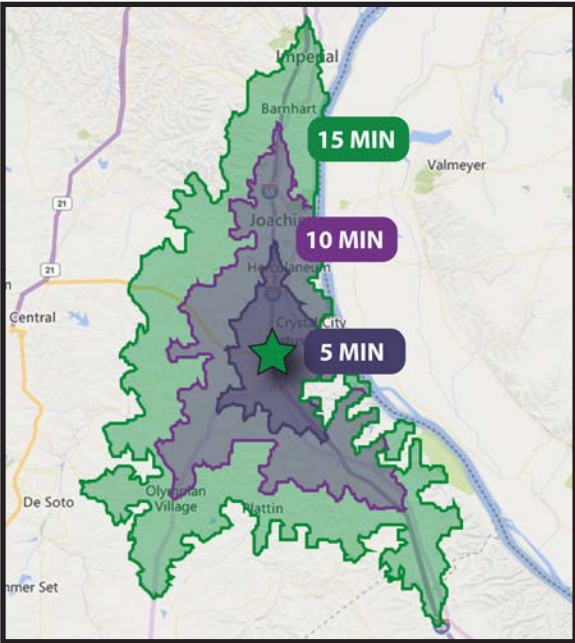 Imperial
Barnhart
15 MIN
Valmeyer
21
55
Joachim
10 MIN
21
Herculaneum
Central
Crystal City
5 MIN
De Soto
Olympian
Village
Plattin